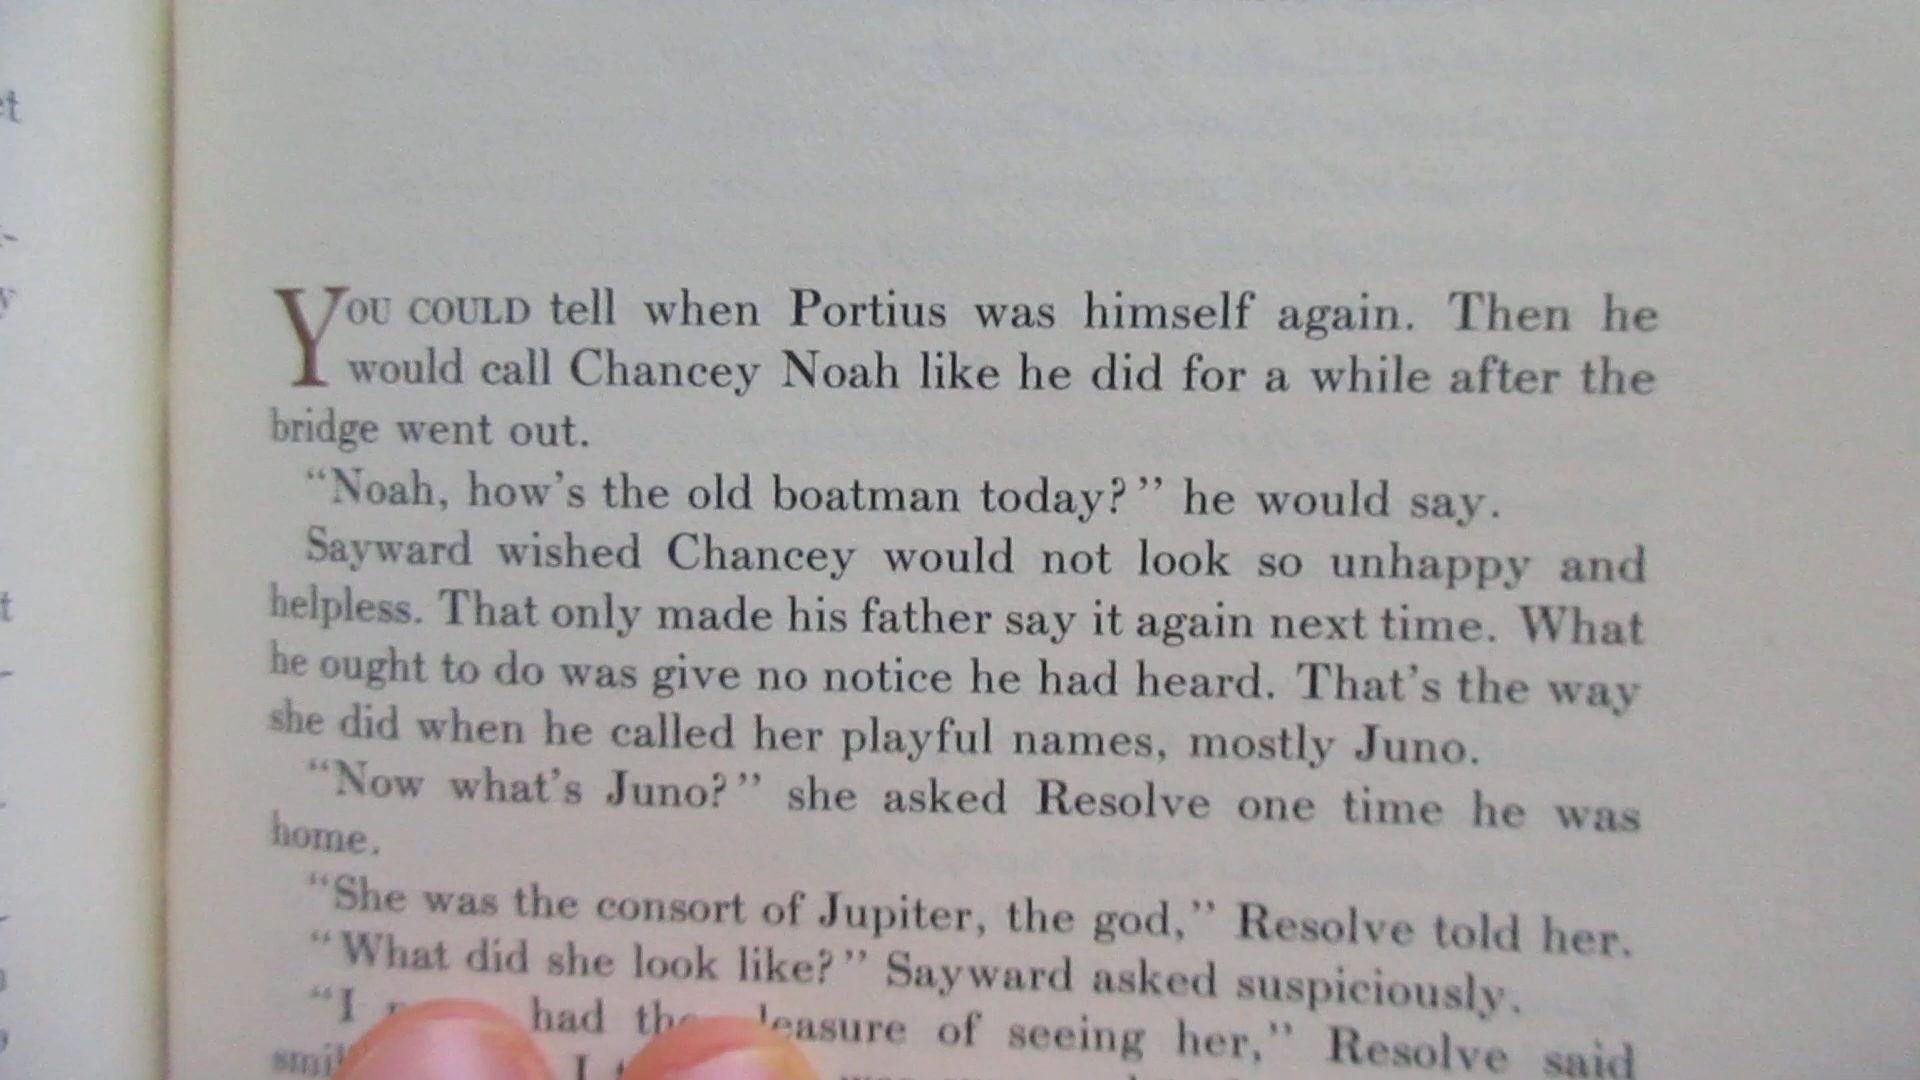 YOU COULD tell when Portius was himself again. Then he
would call Chancey Noah like he did for a while after the
bridge went out.
“Noah, how’s the old boatman today?” he would say.
Sayward wished Chancey would not look so unhappy and
helpless. That only made his father say it again next time. What
he ought to do was give no notice he had heard. That’s the way
she did when he called her playful names, mostly Juno.
“Now what’s Juno?” she asked Resolve one time he was
home.
“She was the consort of Jupiter, the god,” Resolve told her.
“What did she look like?” Sayward asked suspiciously.
“I had the pleasure of seeing her,” Resolve said
I